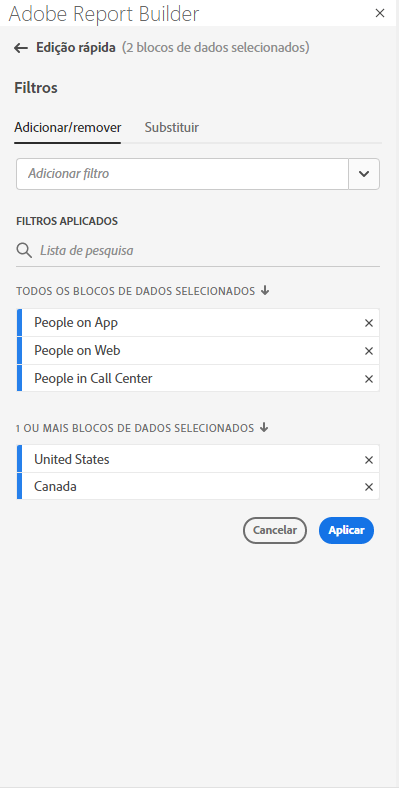 Adobe Report Builder
Edição rápida (2 blocos de dados selecionados)
Filtros
Adicionar/remover Substituir
Adicionar filtro
FILTROS APLICADOS
Lista de pesquisa
TODOS OS BLOCOS DE DADOS SELECIONADOS
People on App
People on Web
People in Call Center
1 OU MAIS BLOCOS DE DADOS SELECIONADOS
United States
Canada
Cancelar Aplicar